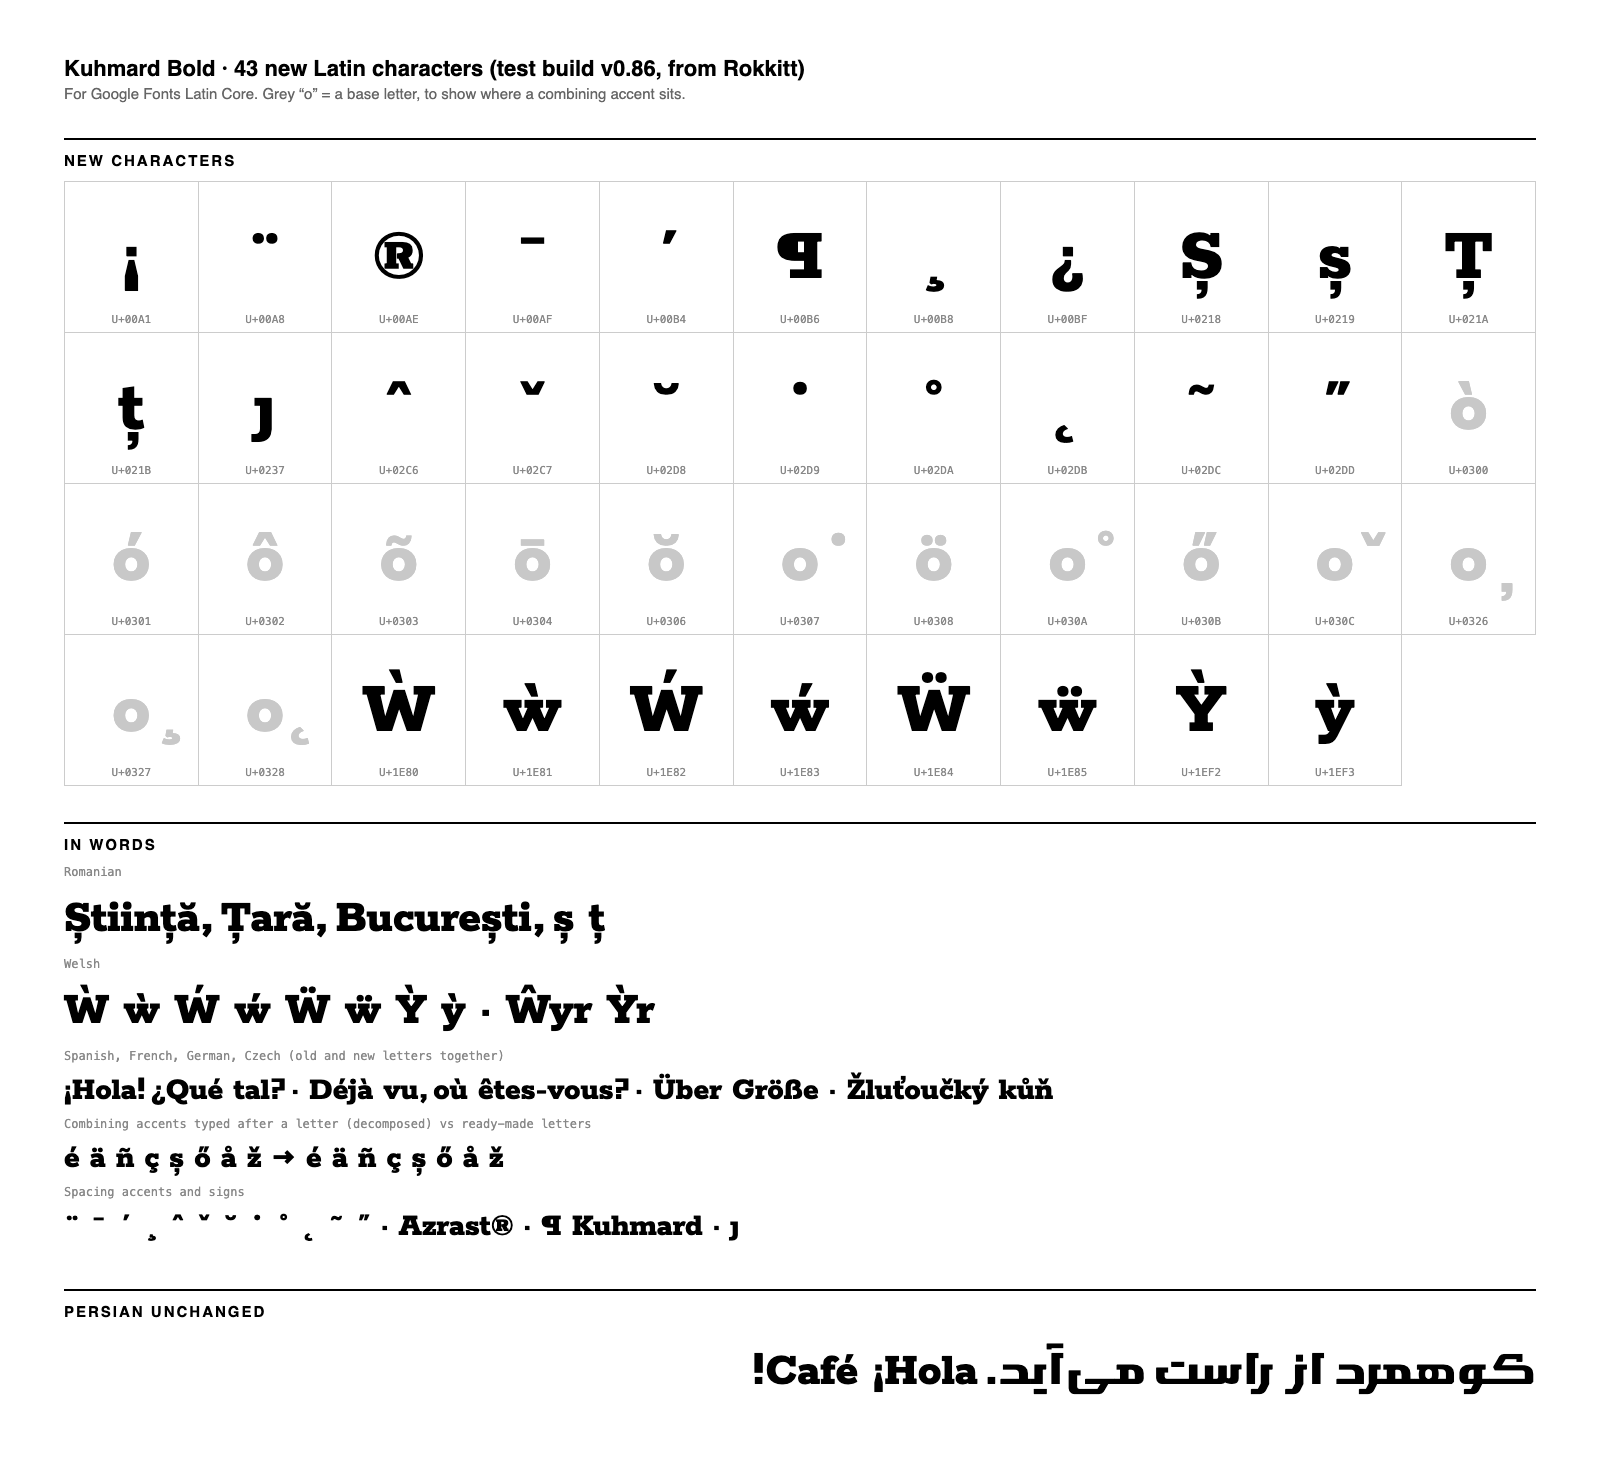 Kuhmard Bold · 43 new Latin characters (test build v0.86, from Rokkitt)
For Google Fonts Latin Core. Grey “o” = a base letter, to show where a combining accent sits.
NEW CHARACTERS
¡ ¨ ® ¯ ´ ¶ ¸ ¿ Ș ș Ț
U+00A1 U+00A8 U+00AE U+00AF U+00B4 U+00B6 U+00B8 U+00BF U+0218 U+0219 U+021A
ț ȷ ˆ ˇ ˘ ˙ ˚ ˛ ˜ ˝ ò
U+021B U+0237 U+02C6 U+02C7 U+02D8 U+02D9 U+02DA U+02DB U+02DC U+02DD U+0300
ó ô õ ō ŏ o˙ ö o˚ ő oˇ o,
U+0301 U+0302 U+0303 U+0304 U+0306 U+0307 U+0308 U+030A U+030B U+030C U+0326
o¸ o˛ Ẁ ẁ Ẃ ẃ Ẅ ẅ Ỳ ỳ
U+0327 U+0328 U+1E80 U+1E81 U+1E82 U+1E83 U+1E84 U+1E85 U+1EF2 U+1EF3
IN WORDS
Romanian
Știință, Țară, București, ș ț
Welsh
Ẁ ẁ Ẃ ẃ Ẅ ẅ Ỳ ỳ · Ŵyr Ỳr
Spanish, French, German, Czech (old and new letters together)
¡Hola! ¿Qué tal? · Déjà vu, où êtes-vous? · Über Größe · Žluťoučký kůň
Combining accents typed after a letter (decomposed) vs ready-made letters
é ä ñ ç ș ő å ž → é ä ñ ç ș ő å ž
Spacing accents and signs
¨ ¯ ´ ¸ ˆ ˇ ˘ ˙ ˚ ˛ ˜ ˝ · Azrast® · ¶ Kuhmard · ȷ
PERSIAN UNCHANGED
کوهمرد از راست می‌آید. Café ¡Hola!